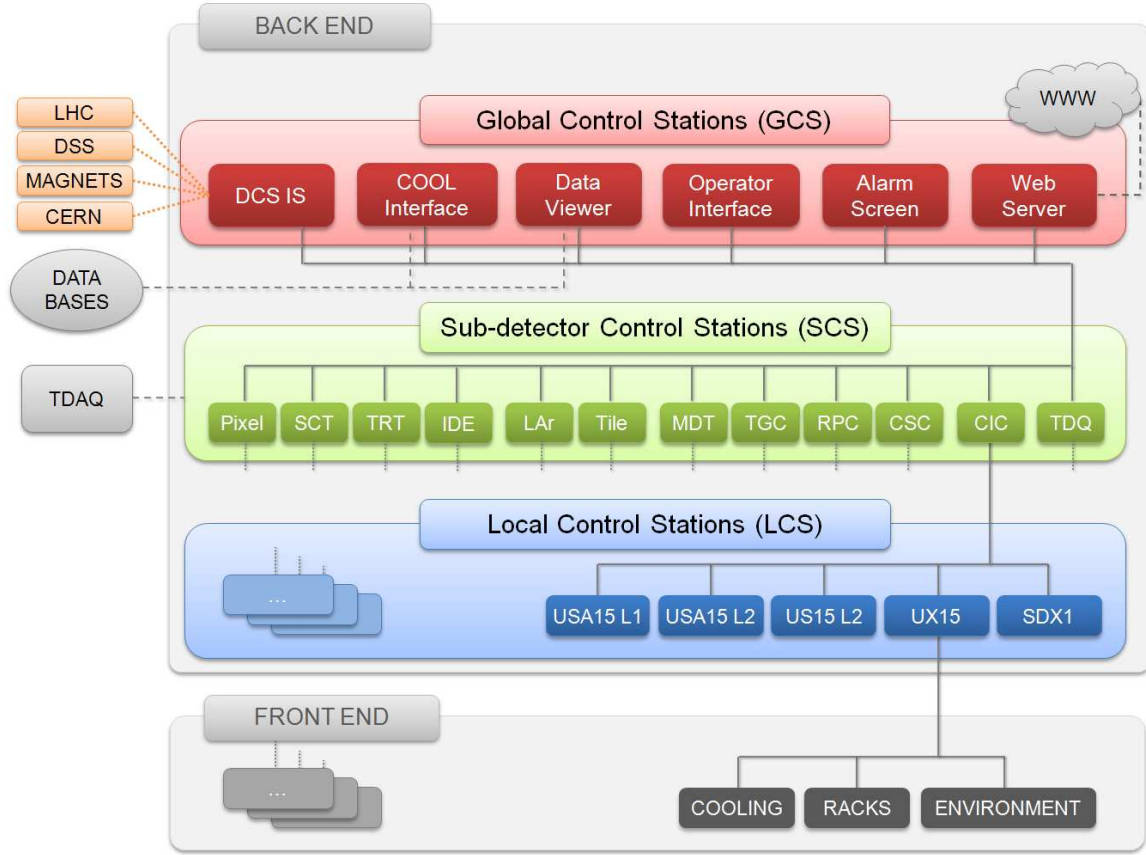 BACK END
WWW
LHC
DSS
MAGNETS
CERN
Global Control Stations (GCS)
DCS IS
COOL
Interface
Data
Viewer
Operator
Interface
Alarm
Screen
Web
Server
DATA
BASES
Sub-detector Control Stations (SCS)
TDAQ
Pixel
SCT
TRT
IDE
LAr
Tile
MDT
TGC
RPC
CSC
CIC
TDQ
Local Control Stations (LCS)
...
USA15 L1
USA15 L2
US15 L2
UX15
SDX1
FRONT END
...
COOLING
RACKS
ENVIRONMENT